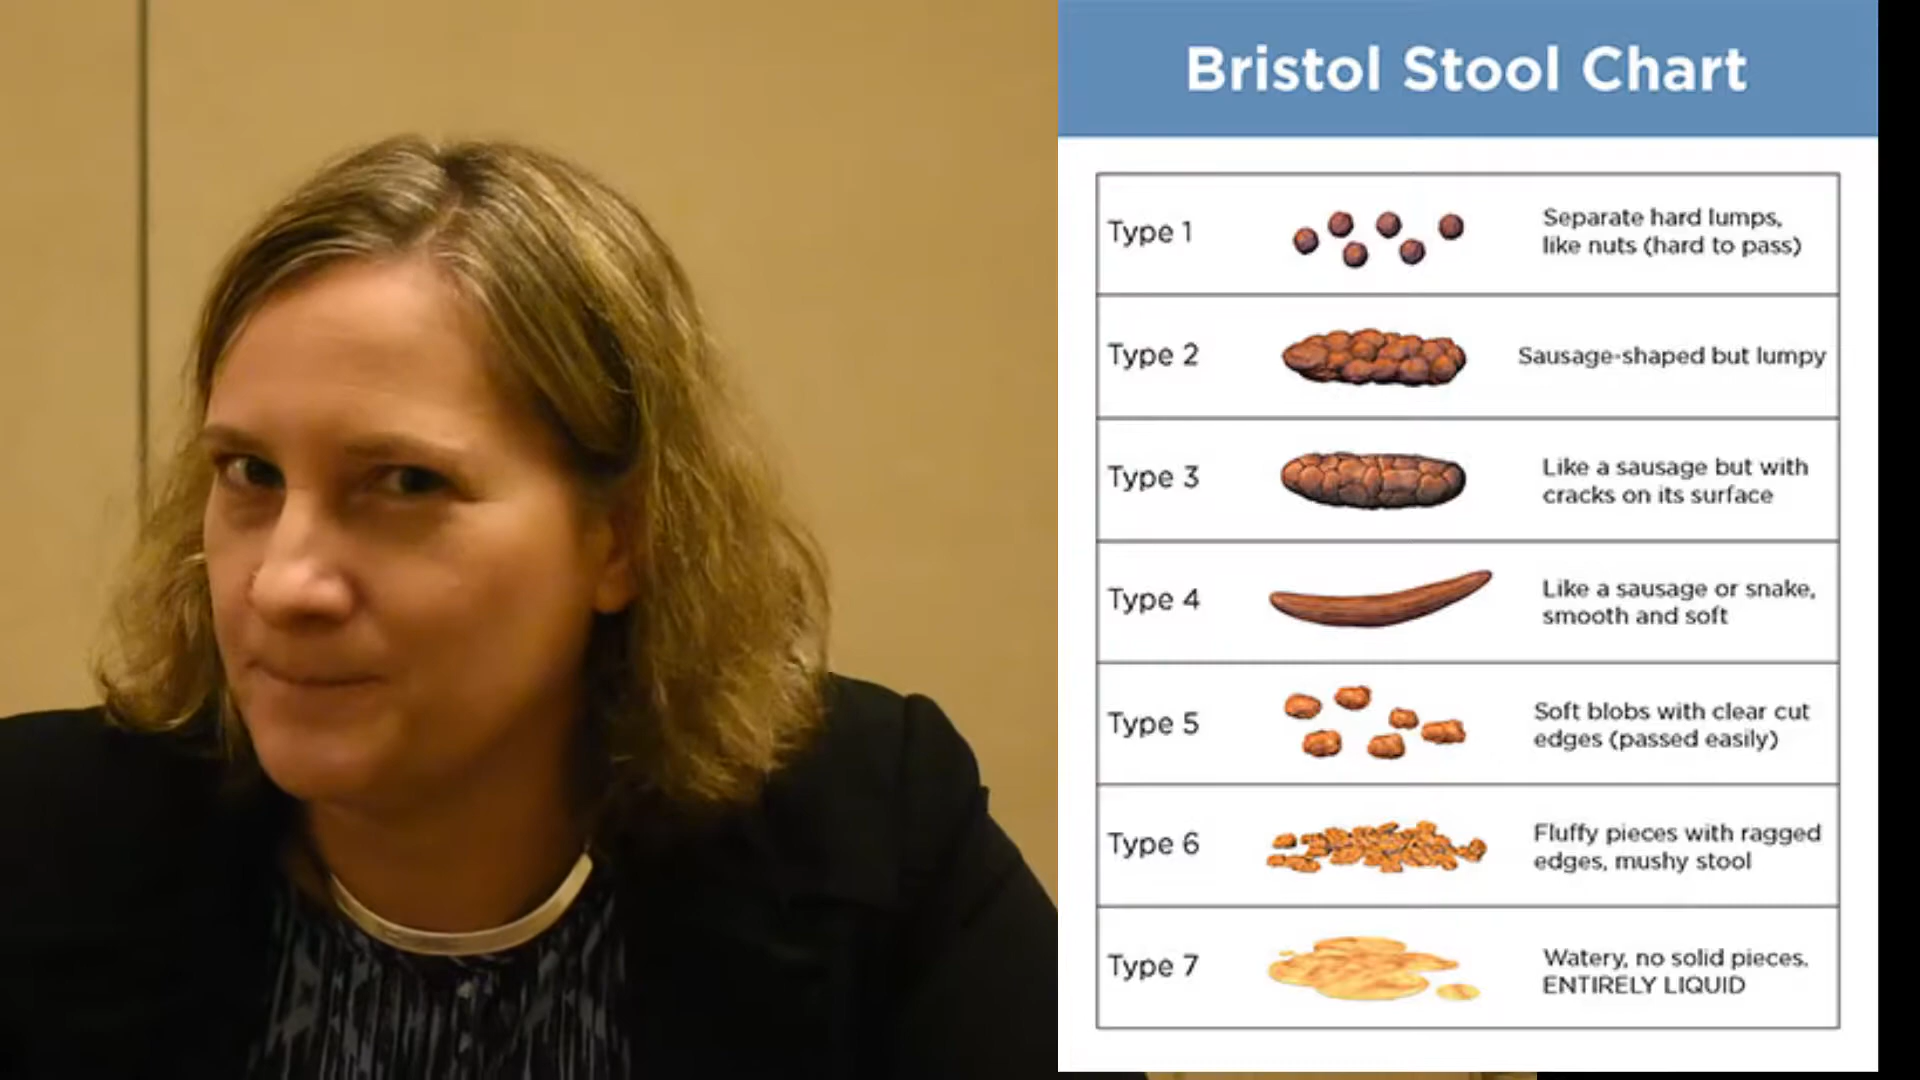 Bristol Stool Chart
Type 1
Separate hard lumps,
like nuts (hard to pass)
Type 2
Sausage-shaped but lumpy
Type 3
Like a sausage but with
cracks on its surface
Type 4
Like a sausage or snake,
smooth and soft
Type 5
Soft blobs with clear cut
edges (passed easily)
Type 6
Fluffy pieces with ragged
edges, mushy stool
Type 7
Watery, no solid pieces.
ENTIRELY LIQUID